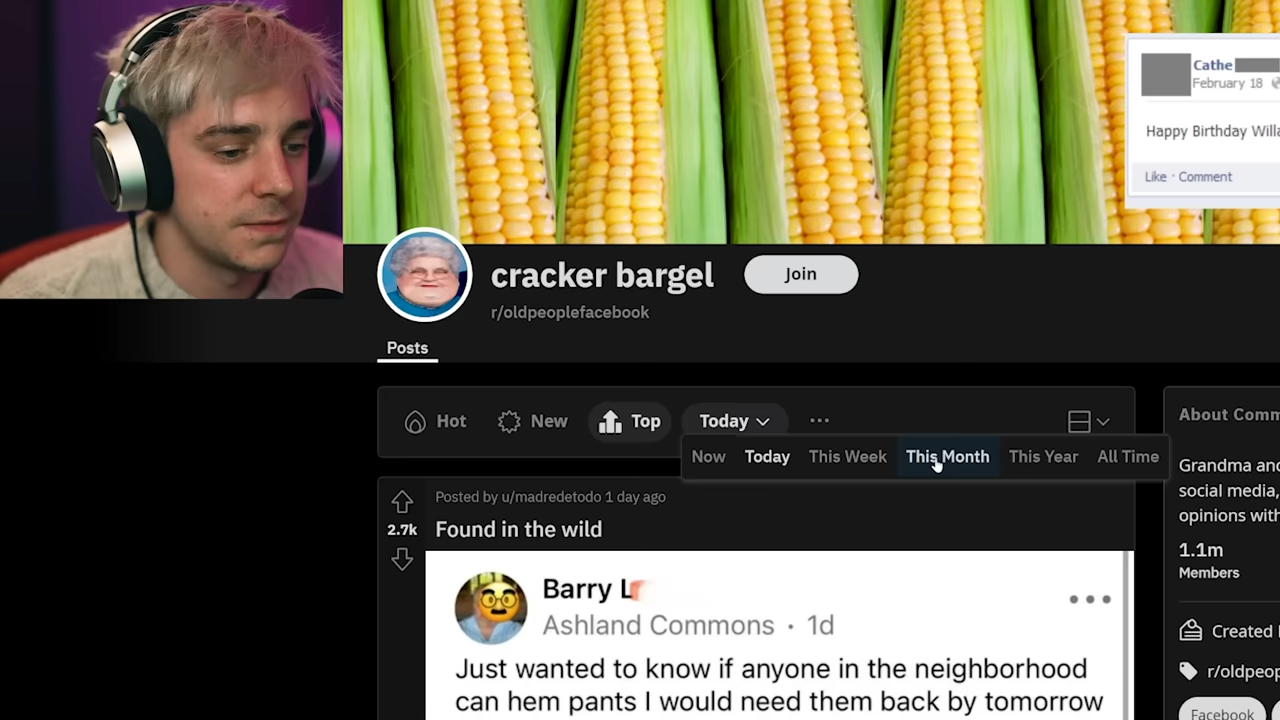 Cathe
February 18
Happy Birthday Willa
Like · Comment
cracker bargel
Join
r/oldpeoplefacebook
Posts
Hot
New
Top
Today
...
Now
Today
This Week
This Month
This Year
All Time
Posted by u/madredetodo 1 day ago
2.7k
Found in the wild
Barry L
Ashland Commons · 1d
Just wanted to know if anyone in the neighborhood
can hem pants I would need them back by tomorrow
About Comm
Grandma and
social media,
opinions with
1.1m
Members
Created
r/oldpeop
Facebook